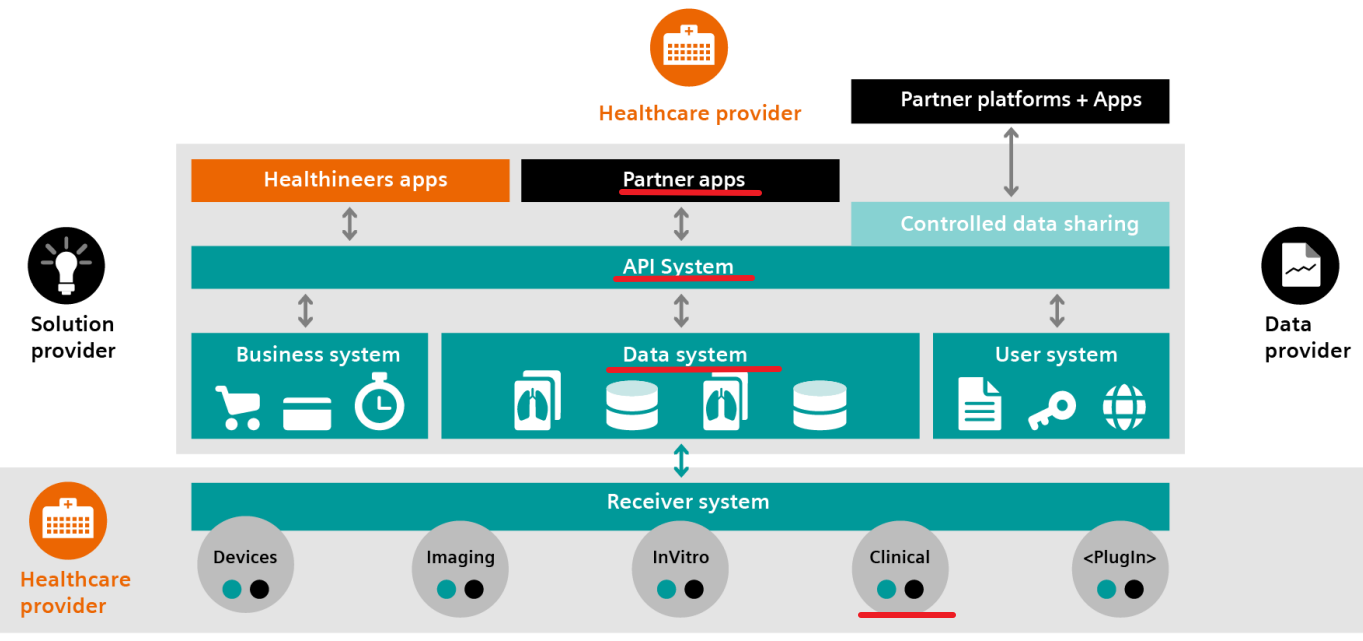 Healthcare provider
Partner platforms + Apps
Healthineers apps
Partner apps
Controlled data sharing
API System
Solution
provider
Data
provider
Business system
Data system
User system
Receiver system
Devices
Imaging
InVitro
Clinical
<PlugIn>
Healthcare
provider